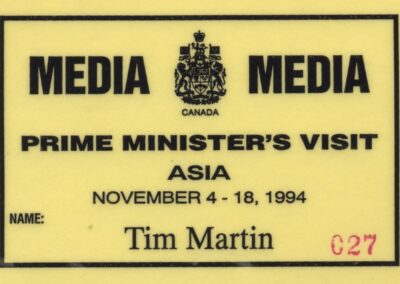 MEDIA MEDIA
CANADA
PRIME MINISTER'S VISIT
ASIA
NOVEMBER 4 - 18, 1994
NAME:
Tim Martin
027